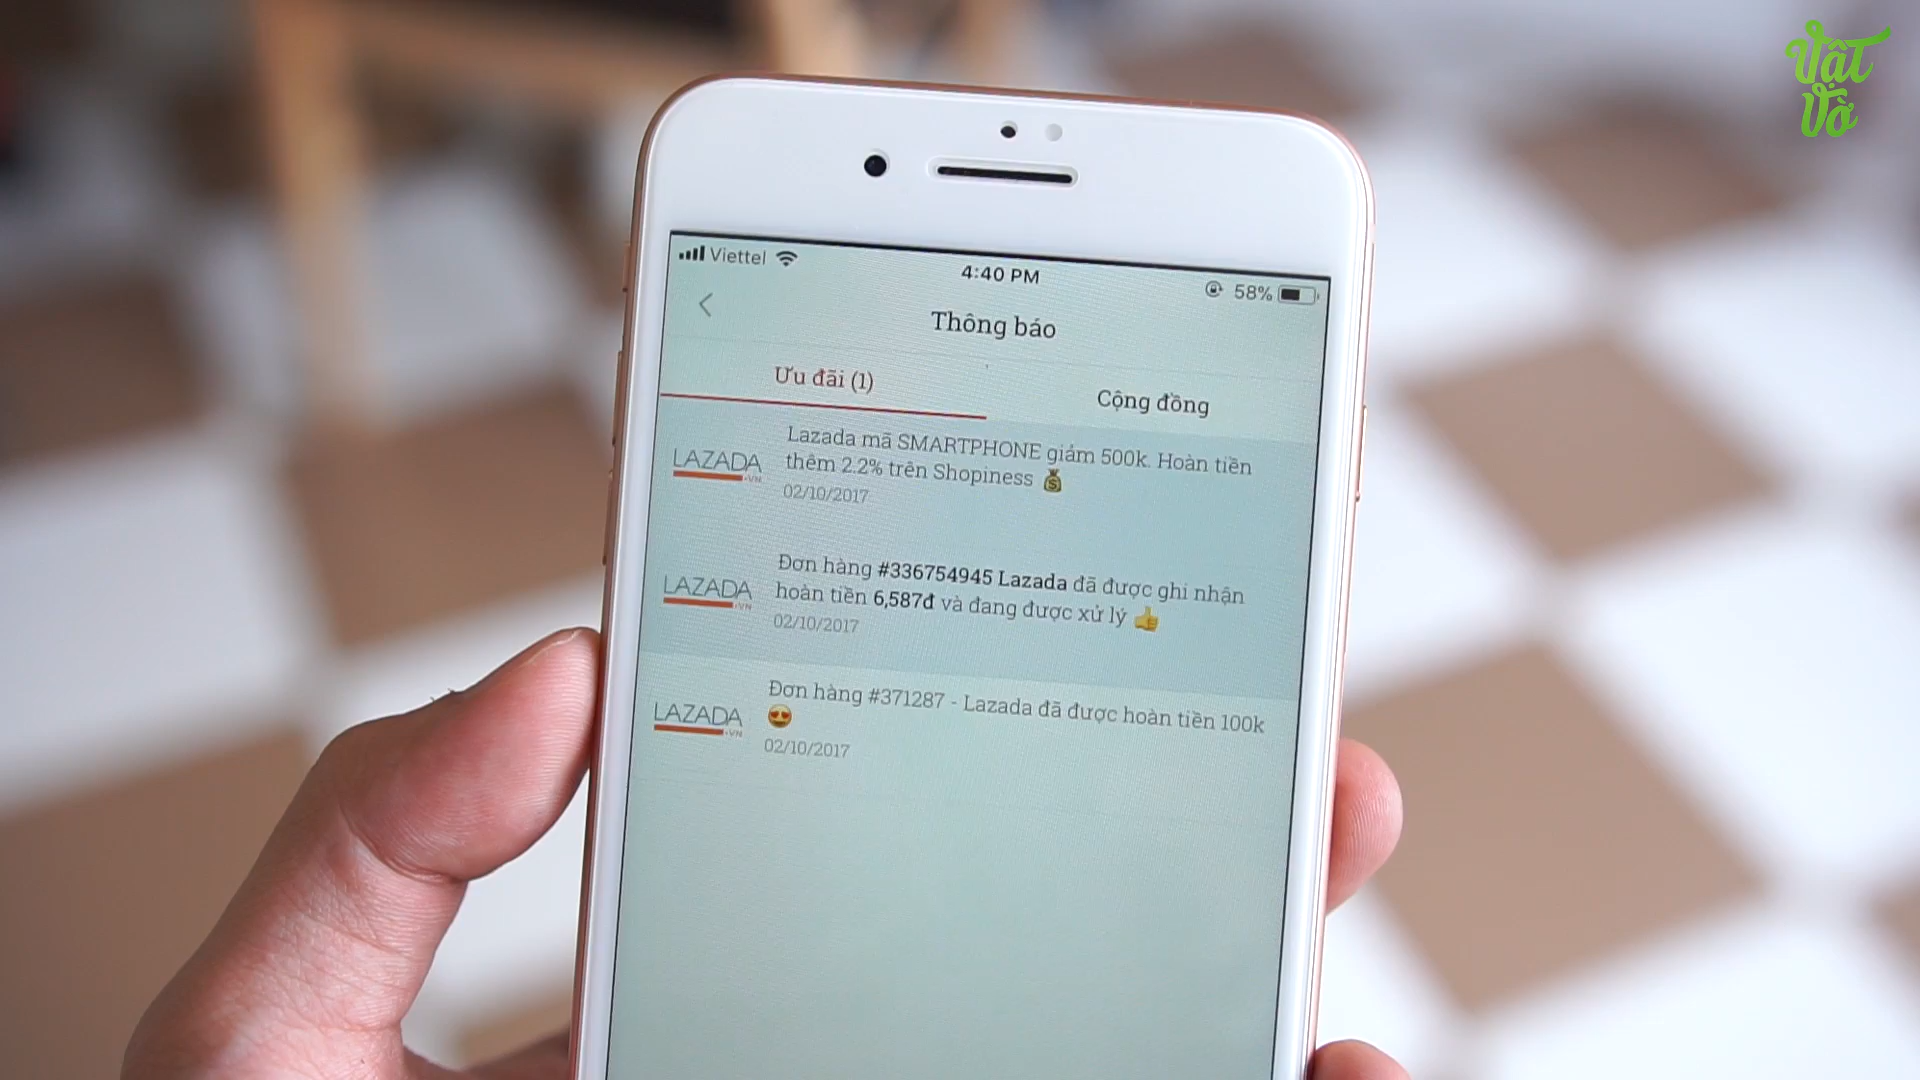 Vật
Vờ
Viettel
4:40 PM
58%
Thông báo
Ưu đãi (1)
Cộng đồng
LAZADA
.VN
Lazada mã SMARTPHONE giảm 500k. Hoàn tiền
thêm 2.2% trên Shopiness 💰
02/10/2017
LAZADA
.VN
Đơn hàng #336754945 Lazada đã được ghi nhận
hoàn tiền 6,587đ và đang được xử lý 👍
02/10/2017
LAZADA
.VN
Đơn hàng #371287 - Lazada đã được hoàn tiền 100k
😍
02/10/2017